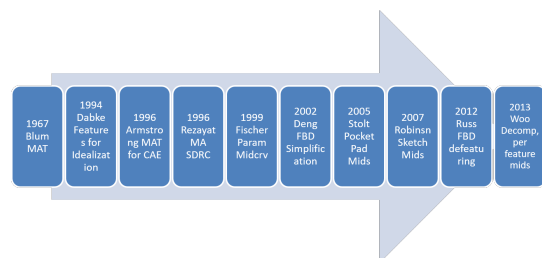 1967
Blum
MAT
1994
Dabke
Feature
s for
Idealizat
ion
1996
Armstro
ng MAT
for CAE
1996
Rezayat
MA
SDRC
1999
Fischer
Param
Midcrv
2002
Deng
FBD
Simplific
ation
2005
Stolt
Pocket
Pad
Mids
2007
Robinsn
Sketch
Mids
2012
Russ
FBD
defeatu
ring
2013
Woo
Decomp,
per
feature
mids